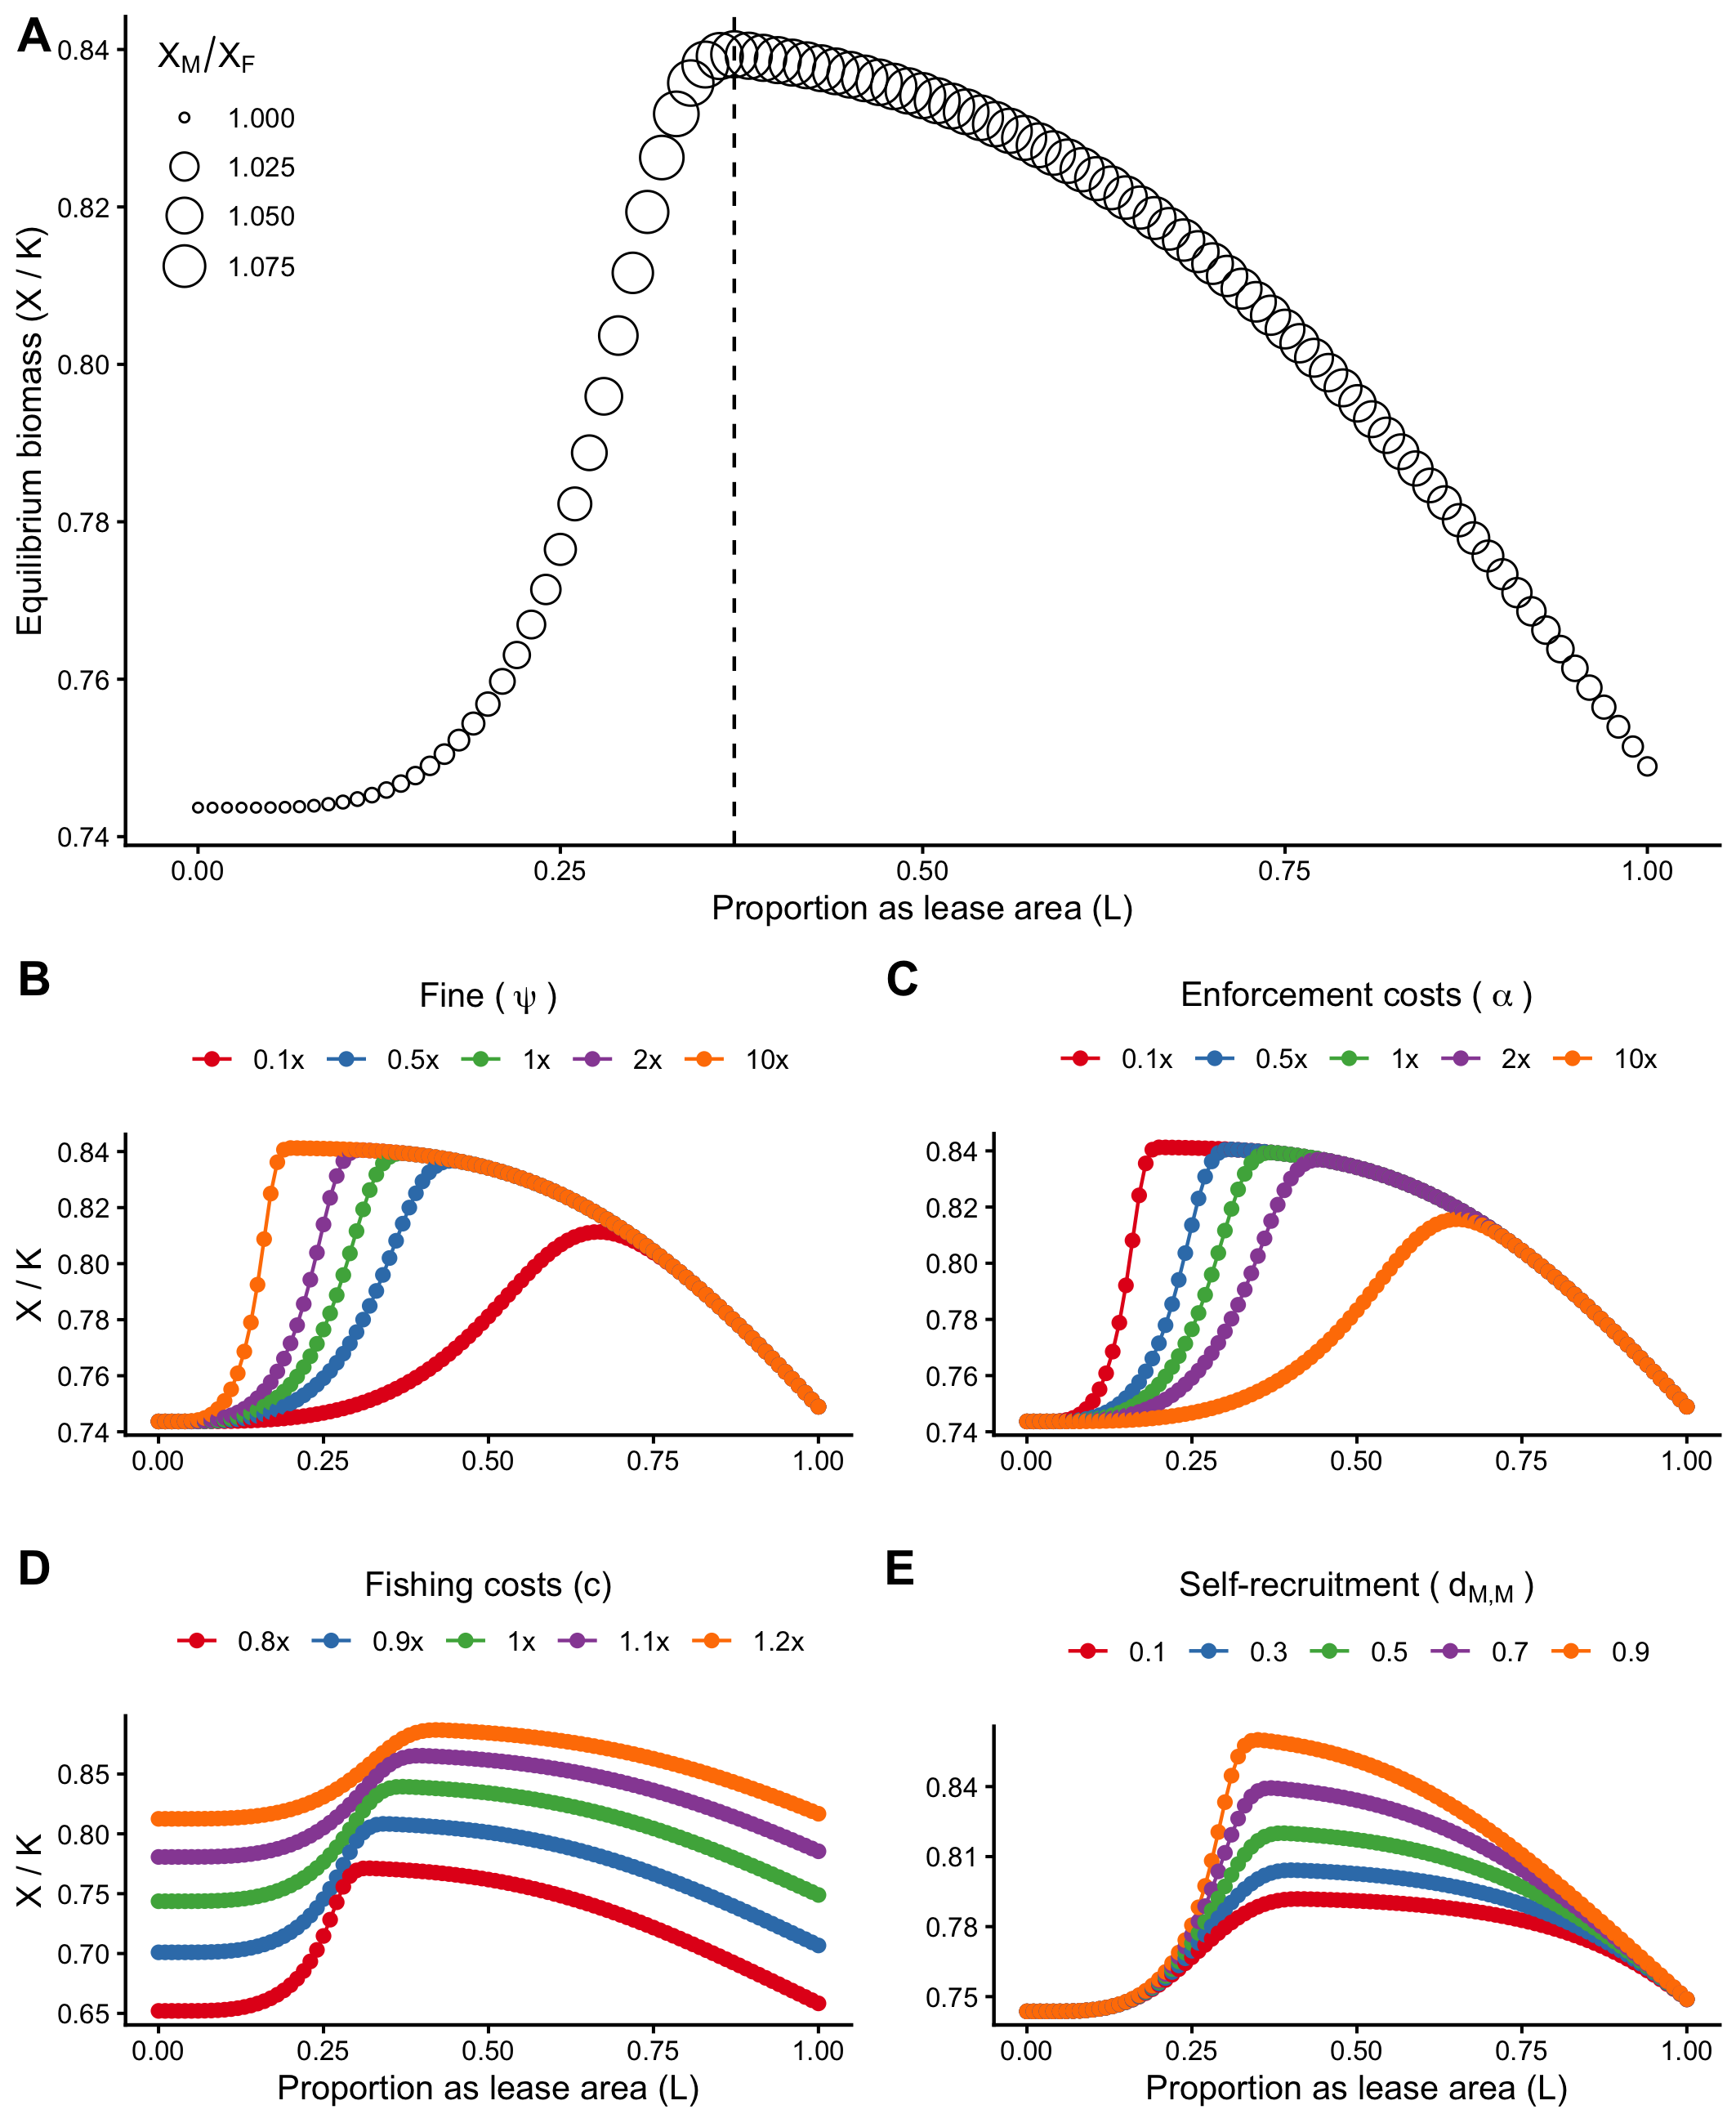 A
X_M/X_F
1.000
1.025
1.050
1.075
Equilibrium biomass (X / K)
0.84
0.82
0.80
0.78
0.76
0.74
0.00 0.25 0.50 0.75 1.00
Proportion as lease area (L)
B
Fine ( ψ )
0.1x 0.5x 1x 2x 10x
X / K
0.84
0.82
0.80
0.78
0.76
0.74
0.00 0.25 0.50 0.75 1.00
C
Enforcement costs ( α )
0.1x 0.5x 1x 2x 10x
0.84
0.82
0.80
0.78
0.76
0.74
0.00 0.25 0.50 0.75 1.00
D
Fishing costs (c)
0.8x 0.9x 1x 1.1x 1.2x
X / K
0.85
0.80
0.75
0.70
0.65
0.00 0.25 0.50 0.75 1.00
Proportion as lease area (L)
E
Self-recruitment ( d_M,M )
0.1 0.3 0.5 0.7 0.9
0.84
0.81
0.78
0.75
0.00 0.25 0.50 0.75 1.00
Proportion as lease area (L)